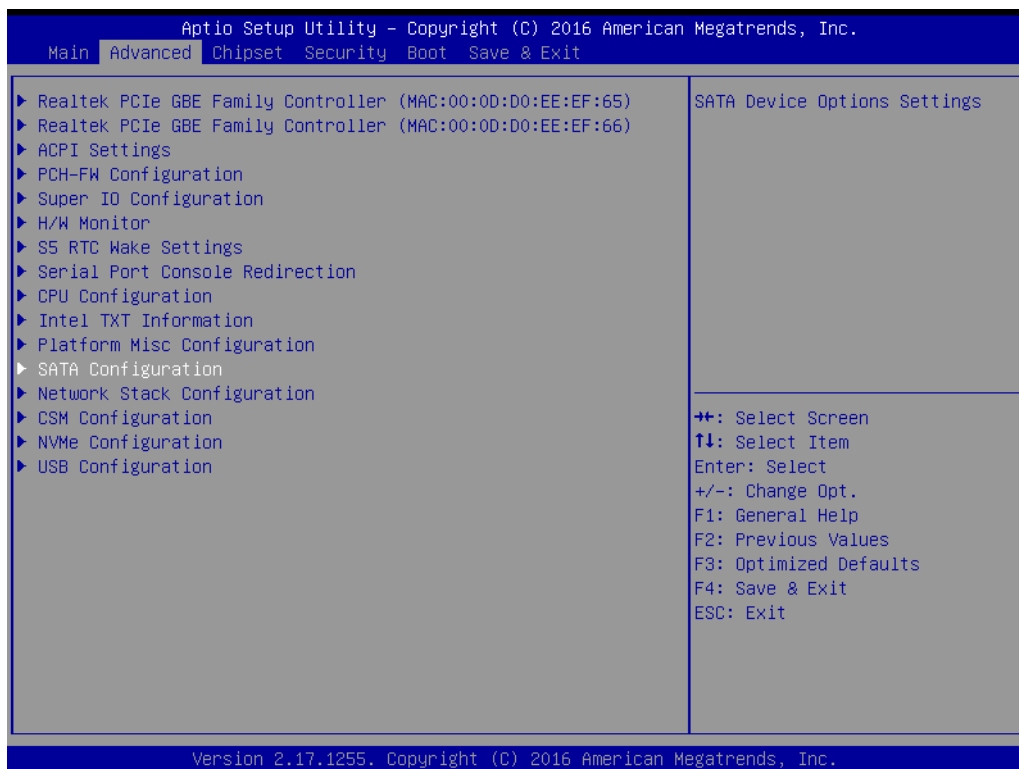 Aptio Setup Utility – Copyright (C) 2016 American Megatrends, Inc.
Main Advanced Chipset Security Boot Save & Exit
▶ Realtek PCIe GBE Family Controller (MAC:00:0D:D0:EE:EF:65)
▶ Realtek PCIe GBE Family Controller (MAC:00:0D:D0:EE:EF:66)
▶ ACPI Settings
▶ PCH-FW Configuration
▶ Super IO Configuration
▶ H/W Monitor
▶ S5 RTC Wake Settings
▶ Serial Port Console Redirection
▶ CPU Configuration
▶ Intel TXT Information
▶ Platform Misc Configuration
▶ SATA Configuration
▶ Network Stack Configuration
▶ CSM Configuration
▶ NVMe Configuration
▶ USB Configuration
SATA Device Options Settings
→←: Select Screen
↑↓: Select Item
Enter: Select
+/-: Change Opt.
F1: General Help
F2: Previous Values
F3: Optimized Defaults
F4: Save & Exit
ESC: Exit
Version 2.17.1255. Copyright (C) 2016 American Megatrends, Inc.